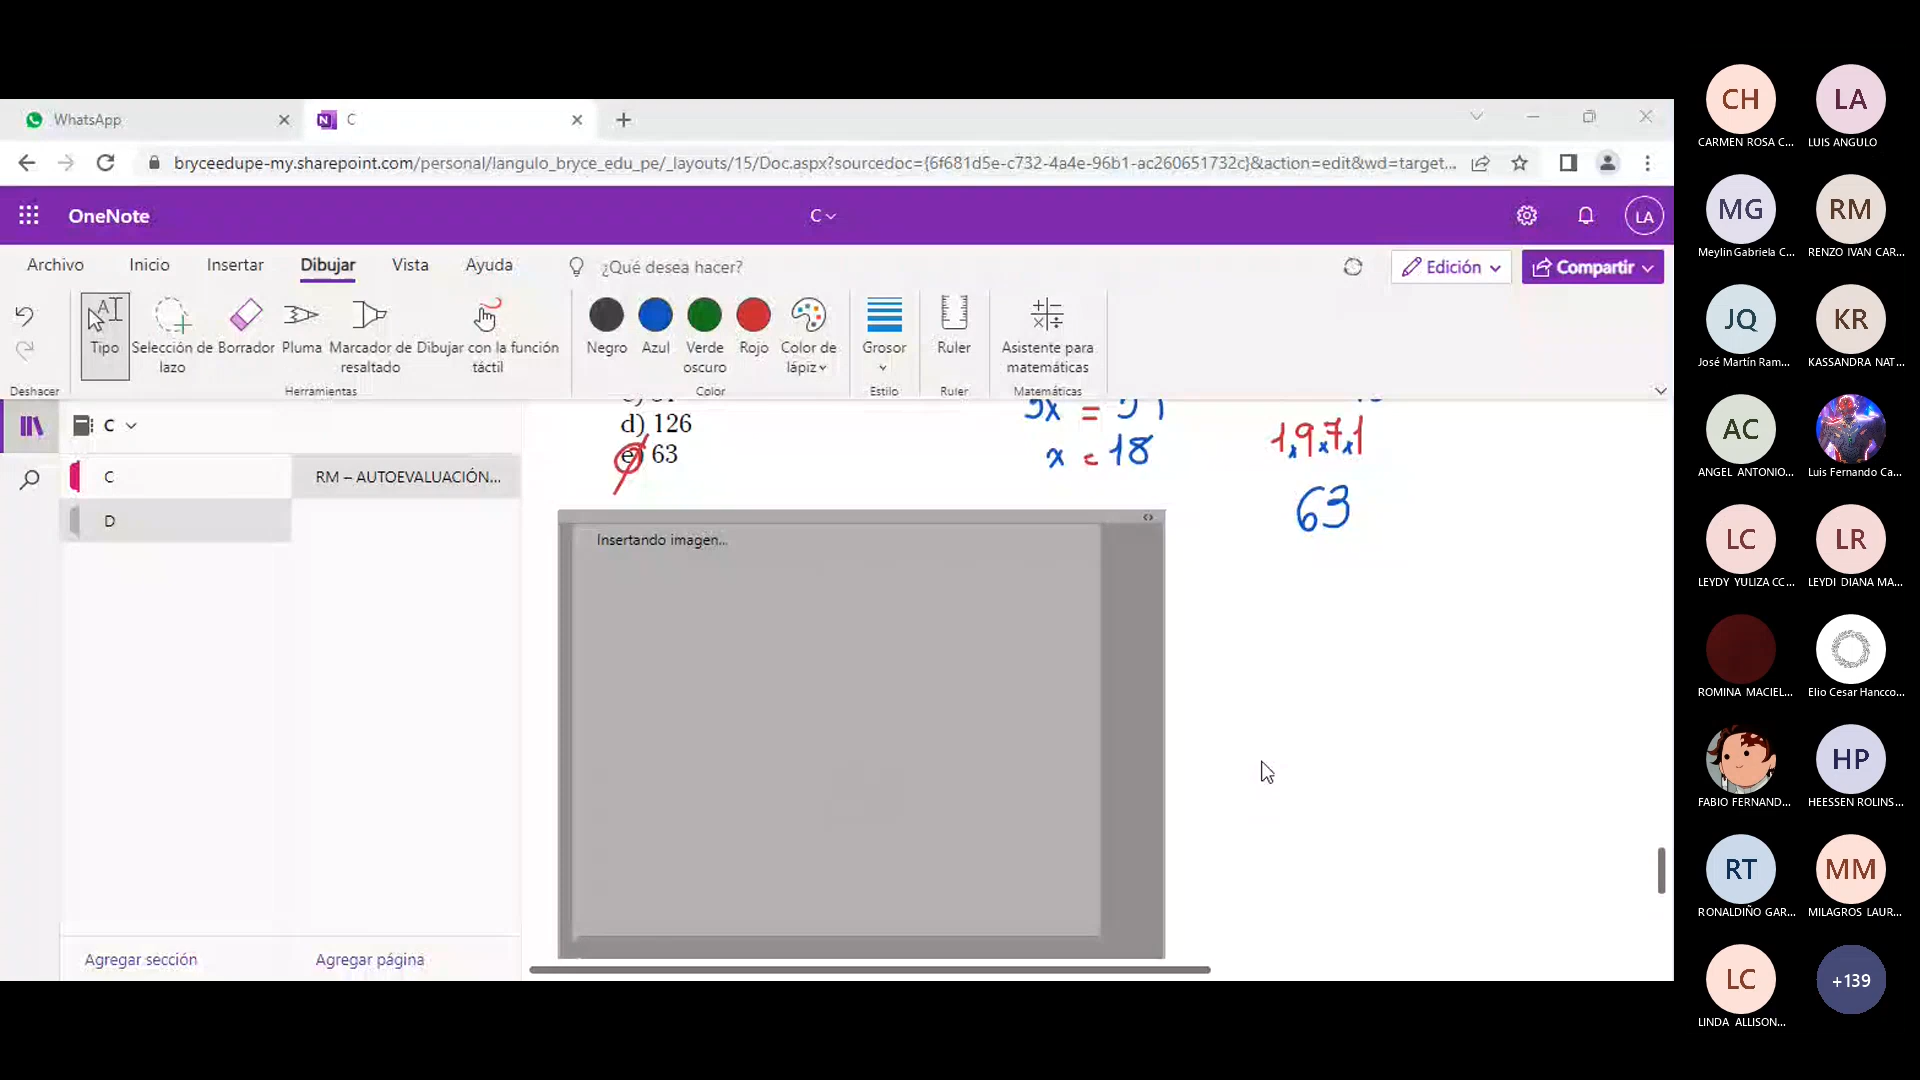 WhatsApp
C
bryceedupe-my.sharepoint.com/personal/langulo_bryce_edu_pe/_layouts/15/Doc.aspx?sourcedoc={6f681d5e-c732-4a4e-96b1-ac260651732c}&action=edit&wd=target...
OneNote
C
LA
Archivo Inicio Insertar Dibujar Vista Ayuda ¿Qué desea hacer? Edición Compartir
Tipo
Selección de lazo
Borrador
Pluma
Marcador de resaltado
Dibujar con la función táctil
Negro
Azul
Verde oscuro
Rojo
Color de lápiz
Grosor
Ruler
Asistente para matemáticas
Deshacer Herramientas Color Estilo Ruler Matemáticas
C
C
D
RM – AUTOEVALUACIÓN...
d) 126
e) 63
x = 18
1x9x7x1
63
Insertando imagen...
Agregar sección
Agregar página
CH
CARMEN ROSA C...
LA
LUIS ANGULO
MG
Meylin Gabriela C...
RM
RENZO IVAN CAR...
JQ
José Martín Ram...
KR
KASSANDRA NAT...
AC
ANGEL ANTONIO...
Luis Fernando Ca...
LC
LEYDY YULIZA CC...
LR
LEYDI DIANA MA...
ROMINA MACIEL...
Elio Cesar Hancco...
FABIO FERNAND...
HP
HEESSEN ROLINS...
RT
RONALDIÑO GAR...
MM
MILAGROS LAUR...
LC
LINDA ALLISON...
+139